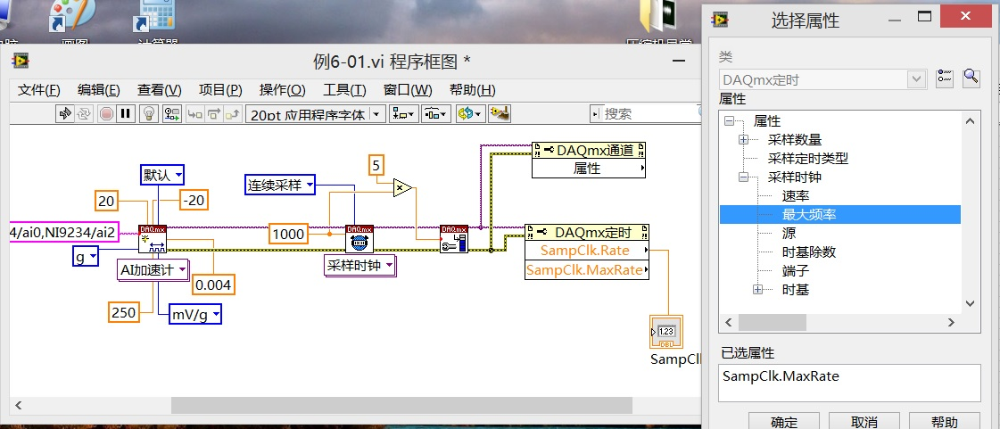 画图
计算器
例6-01.vi 程序框图 *
文件(F) 编辑(E) 查看(V) 项目(P) 操作(O) 工具(T) 窗口(W) 帮助(H)
20pt 应用程序字体
搜索
默认
20
-20
4/ai0,NI9234/ai2
DAQmx
g
AI加速计
0.004
250
mV/g
连续采样
5
1000
DAQmx
采样时钟
DAQmx
DAQmx通道
属性
DAQmx定时
SampClk.Rate
SampClk.MaxRate
1.23
DBL
SampCl
选择属性
类
DAQmx定时
属性
属性
采样数量
采样定时类型
采样时钟
速率
最大频率
源
时基除数
端子
时基
已选属性
SampClk.MaxRate
确定 取消 帮助